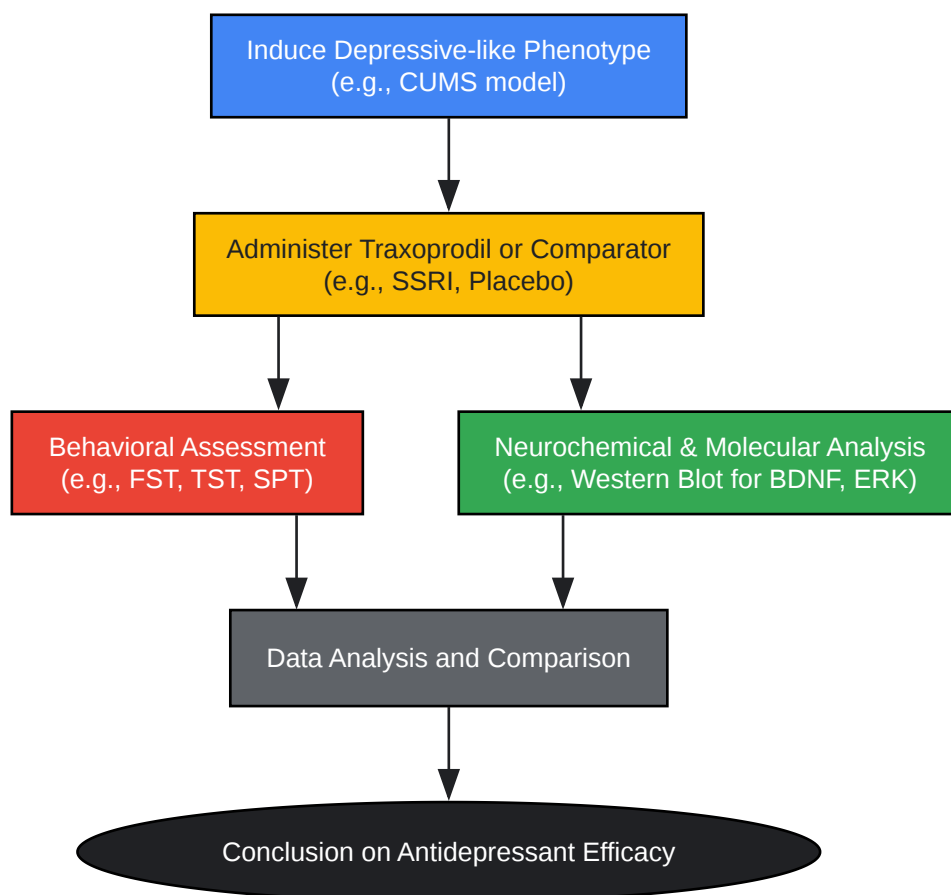 Induce Depressive-like Phenotype
(e.g., CUMS model)
Administer Traxoprodil or Comparator
(e.g., SSRI, Placebo)
Behavioral Assessment
(e.g., FST, TST, SPT)
Neurochemical & Molecular Analysis
(e.g., Western Blot for BDNF, ERK)
Data Analysis and Comparison
Conclusion on Antidepressant Efficacy